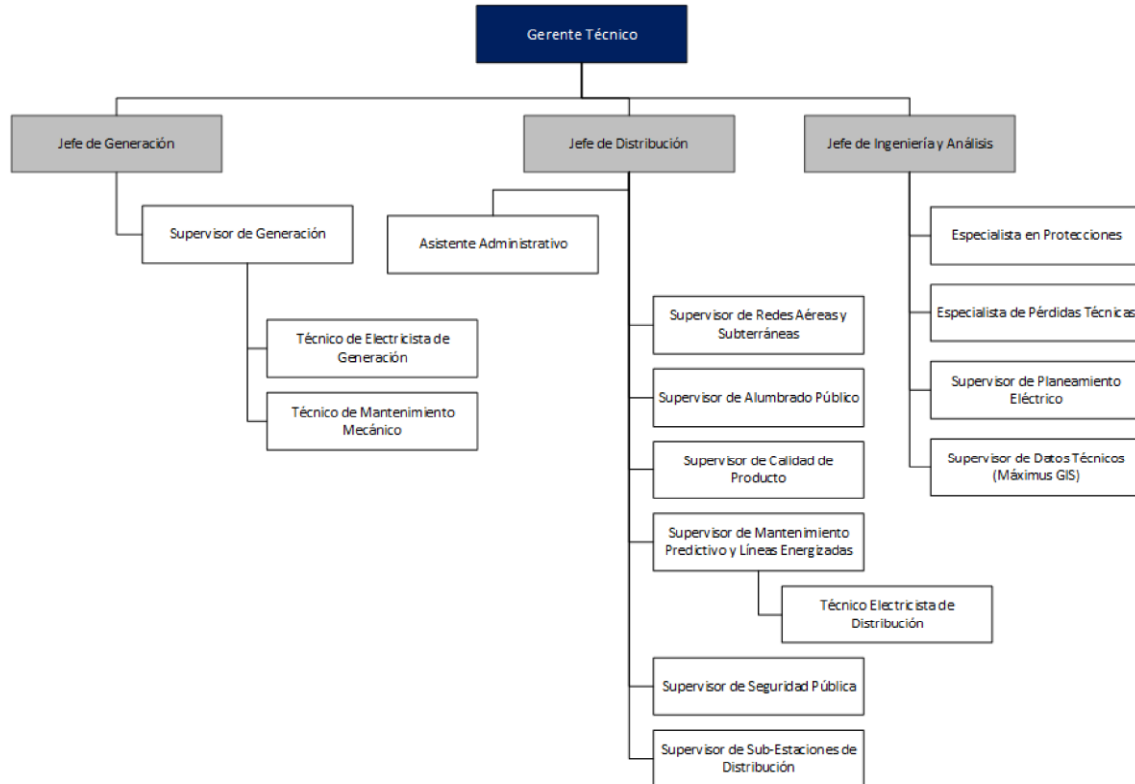 Gerente Técnico
Jefe de Generación
Jefe de Distribución
Jefe de Ingeniería y Análisis
Supervisor de Generación
Asistente Administrativo
Especialista en Protecciones
Técnico de Electricista de
Generación
Supervisor de Redes Aéreas y
Subterráneas
Especialista de Pérdidas Técnicas
Técnico de Mantenimiento
Mecánico
Supervisor de Alumbrado Público
Supervisor de Planeamiento
Eléctrico
Supervisor de Calidad de
Producto
Supervisor de Datos Técnicos
(Máximus GIS)
Supervisor de Mantenimiento
Predictivo y Líneas Energizadas
Técnico Electricista de
Distribución
Supervisor de Seguridad Pública
Supervisor de Sub-Estaciones de
Distribución